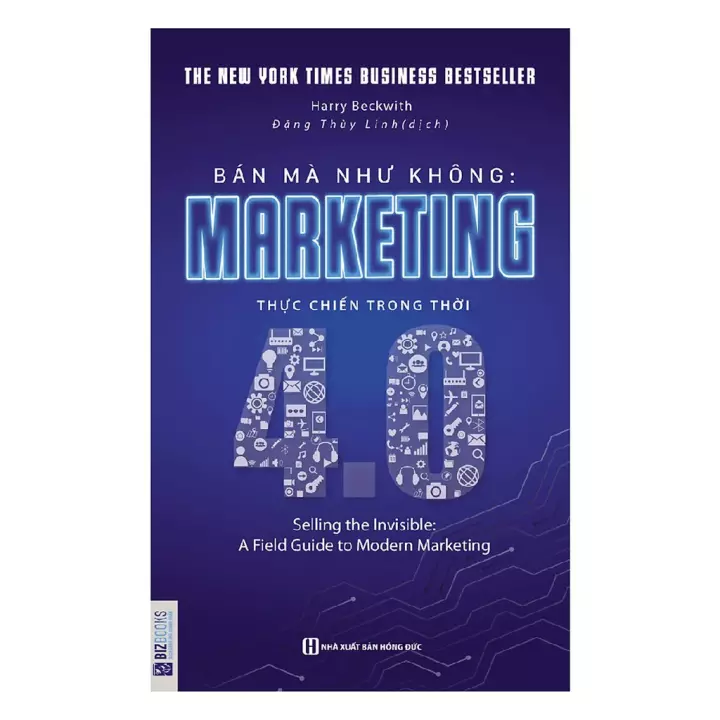 THE NEW YORK TIMES BUSINESS BESTSELLER
Harry Beckwith
Đặng Thùy Linh(dịch)
BÁN MÀ NHƯ KHÔNG:
MARKETING
THỰC CHIẾN TRONG THỜI
4.0
Selling the Invisible:
A Field Guide to Modern Marketing
BIZBOOKS
NHÀ XUẤT BẢN HỒNG ĐỨC